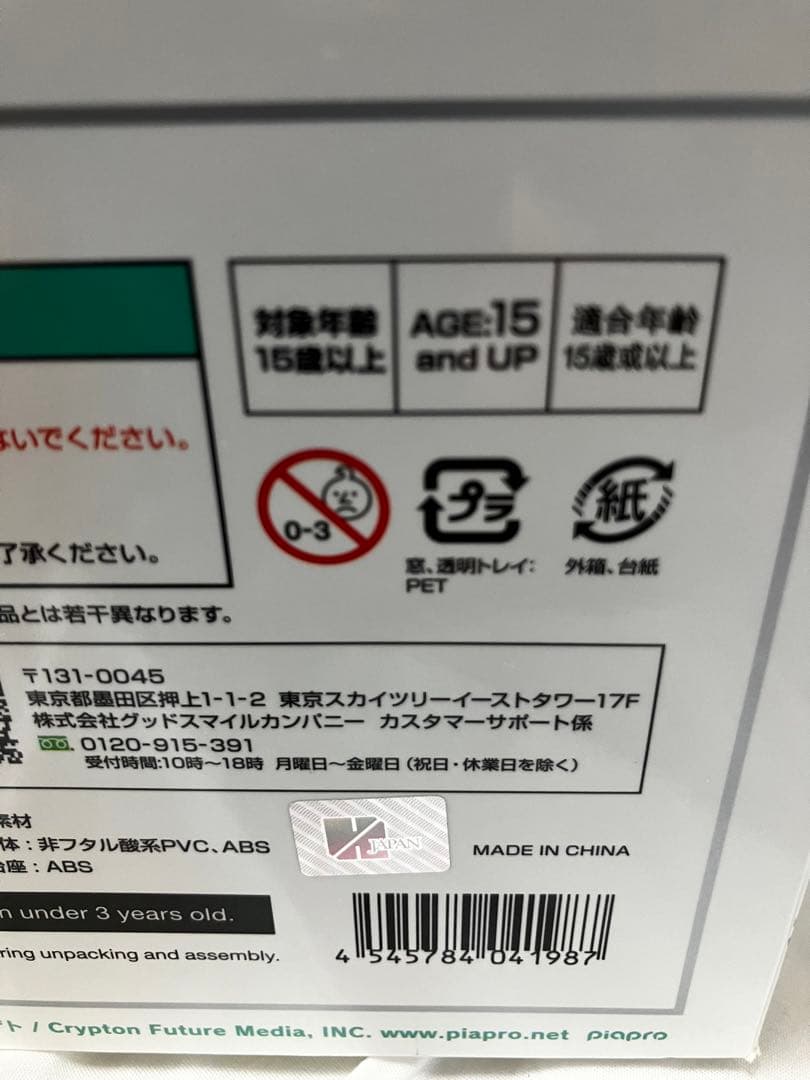 対象年齢
15歳以上
AGE:15
and UP
適合年齢
15歳或以上
ないでください。
0-3
プラ
紙
窓、透明トレイ:
PET
外箱、台紙
了承ください。
品とは若干異なります。
〒131-0045
東京都墨田区押上1-1-2 東京スカイツリーイーストタワー17F
株式会社グッドスマイルカンパニー カスタマーサポート係
0120-915-391
受付時間:10時～18時 月曜日～金曜日(祝日・休業日を除く)
素材
体:非フタル酸系PVC、ABS
台座:ABS
JAPAN
MADE IN CHINA
n under 3 years old.
ring unpacking and assembly.
4 545784 041987
ト / Crypton Future Media, INC. www.piapro.net piapro